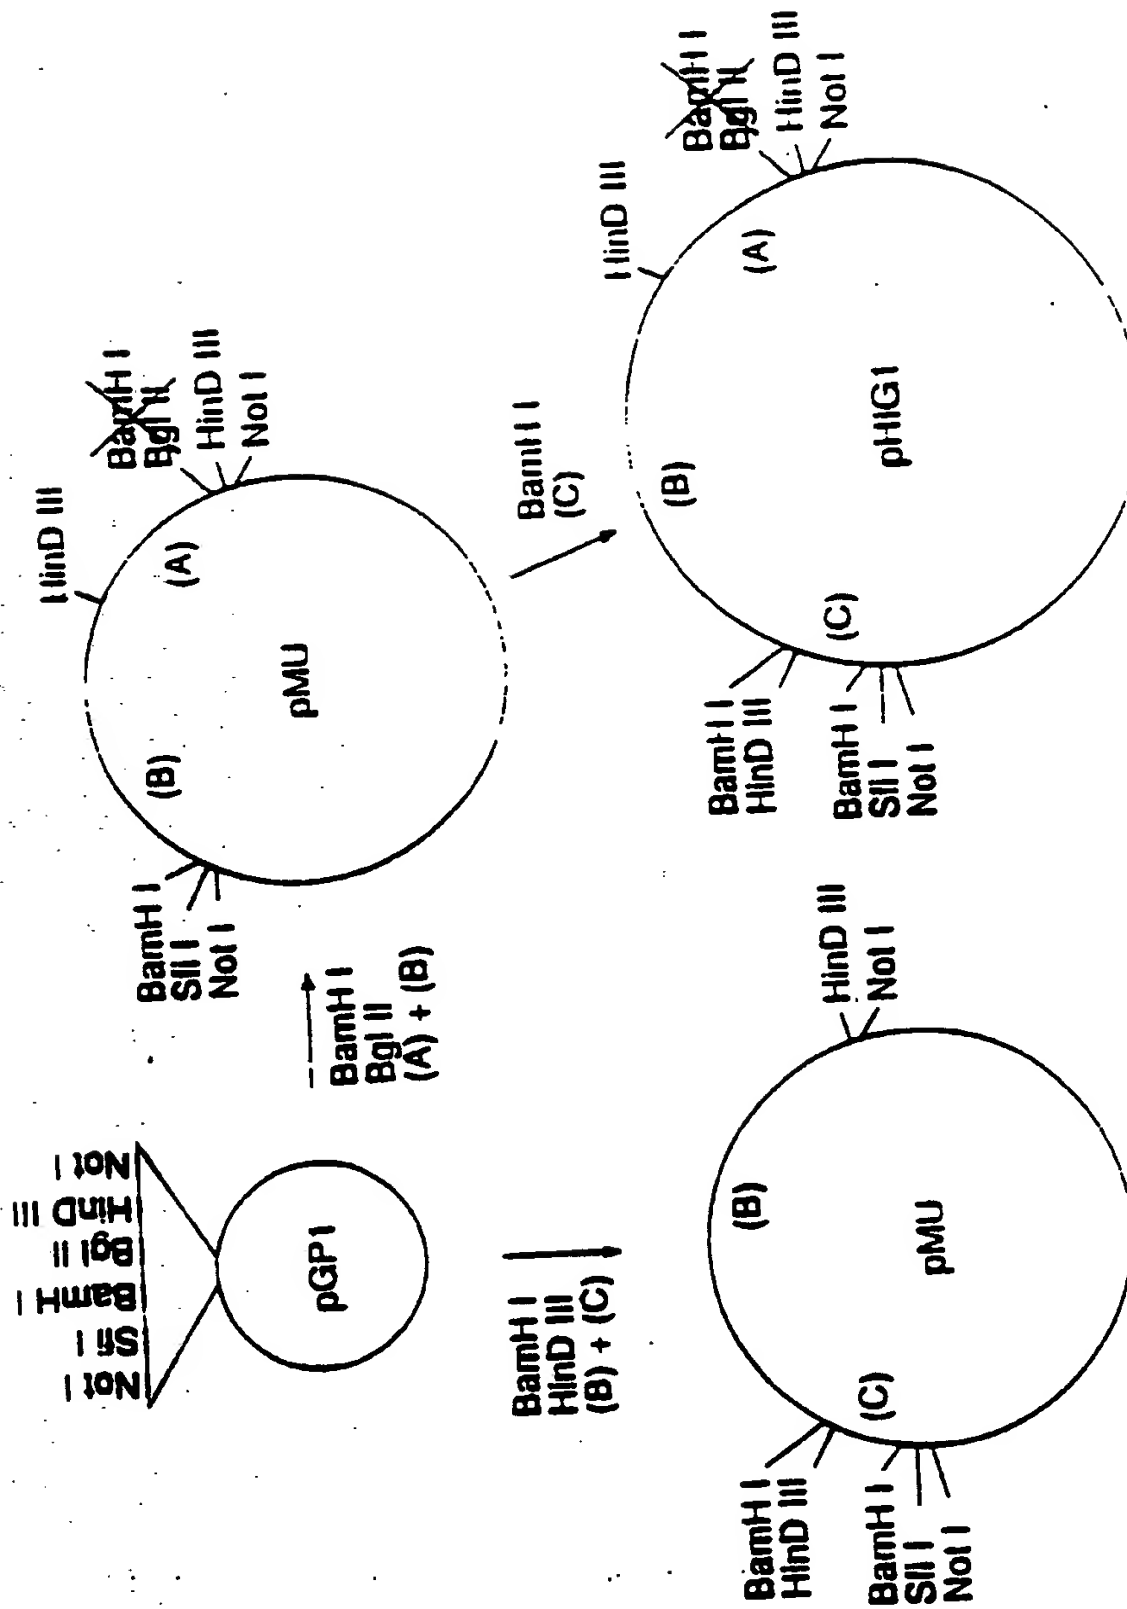 Not I
Sfi I
BamH I
Bgl II
HinD III
Not I
pGP1
BamH I
Bgl II
(A) + (B)
BamH I
Sfi I
Not I
(B)
HinD III
(A)
BamH I
Bgl II
HinD III
Not I
pMU
BamH I
HinD III
(B) + (C)
BamH I
(C)
BamH I
HinD III
BamH I
Sfi I
Not I
(C)
(B)
HinD III
Not I
pMU
BamH I
HinD III
BamH I
Sfi I
Not I
(C)
(B)
HinD III
(A)
BamH I
Bgl II
HinD III
Not I
pHIG1